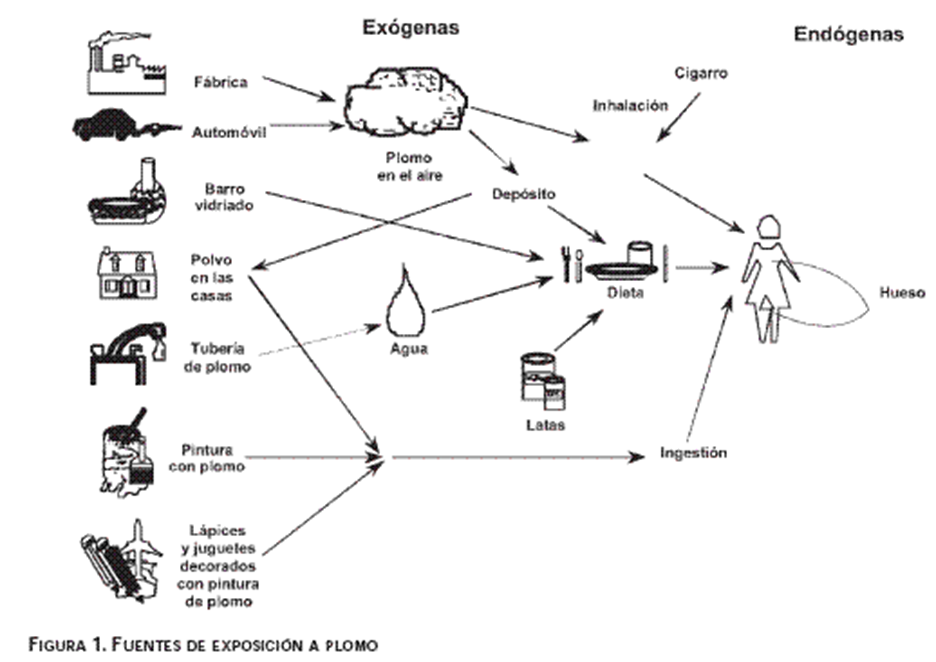 Exógenas
Endógenas
Cigarro
Inhalación
Fábrica
Automóvil
Plomo
en el aire
Barro
vidriado
Depósito
Polvo
en las
casas
Dieta
Hueso
Agua
Tubería
de plomo
Latas
Pintura
con plomo
Ingestión
Lápices
y juguetes
decorados
con pintura
de plomo
FIGURA 1. FUENTES DE EXPOSICIÓN A PLOMO